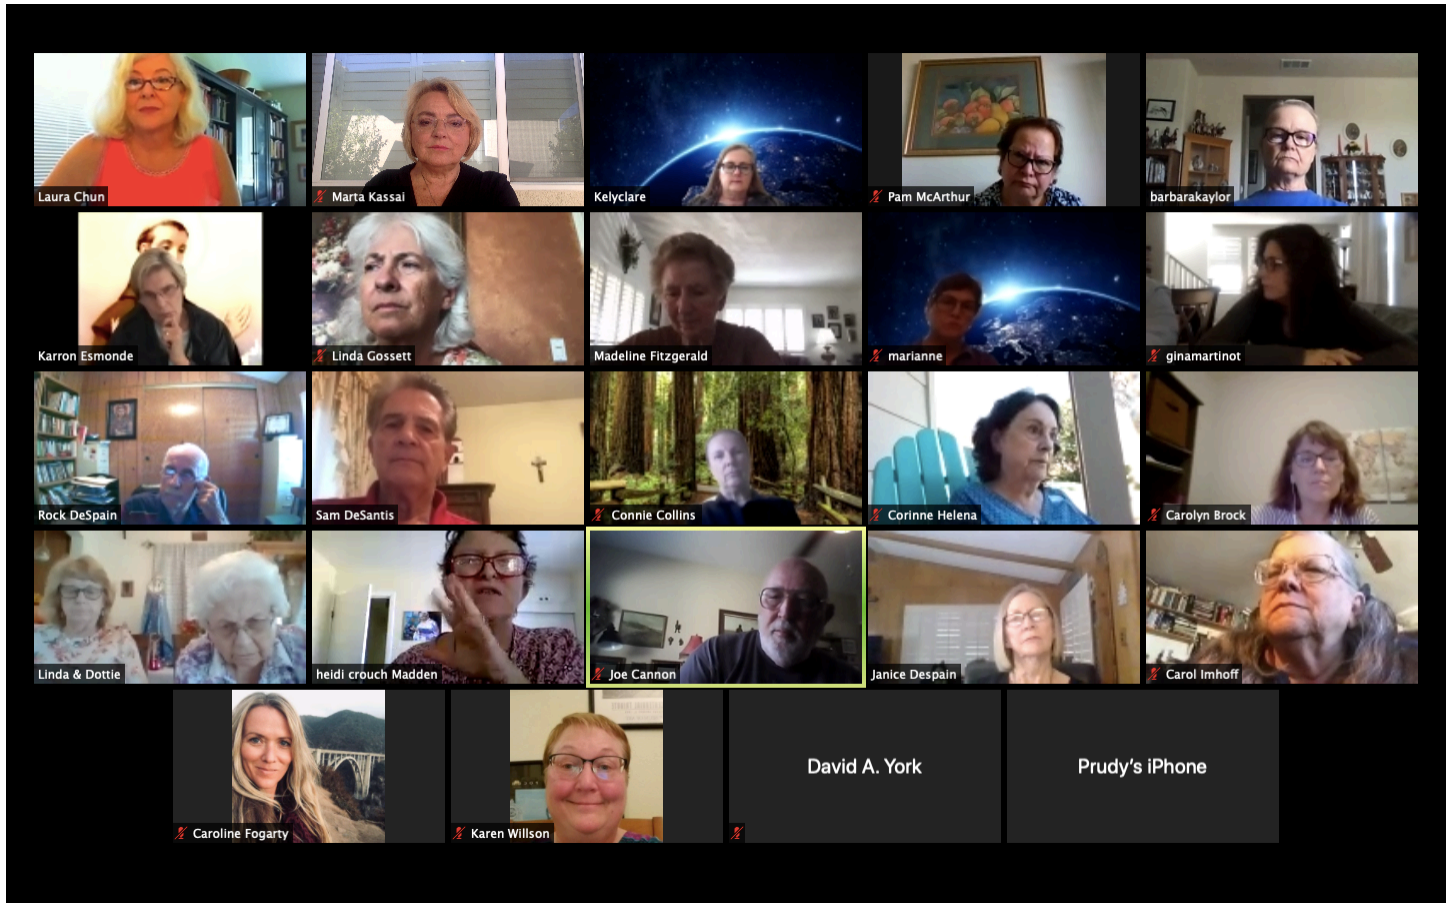 Laura Chun
Marta Kassai
Kelyclare
Pam McArthur
barbarakaylor
Karron Esmonde
Linda Gossett
Madeline Fitzgerald
marianne
ginamartinot
Rock DeSpain
Sam DeSantis
Connie Collins
Corinne Helena
Carolyn Brock
Linda & Dottie
heidi crouch Madden
Joe Cannon
Janice Despain
Carol Imhoff
Caroline Fogarty
Karen Willson
David A. York
Prudy’s iPhone